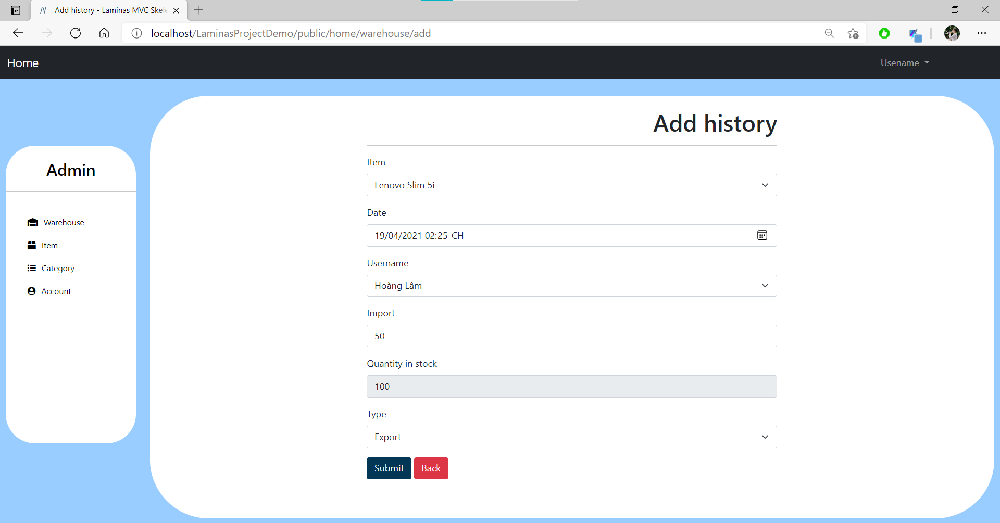 Add history - Laminas MVC Skele
localhost/LaminasProjectDemo/public/home/warehouse/add
Home
Usename
Admin
Warehouse
Item
Category
Account
Add history
Item
Lenovo Slim 5i
Date
19/04/2021 02:25 CH
Username
Hoàng Lâm
Import
50
Quantity in stock
100
Type
Export
Submit
Back